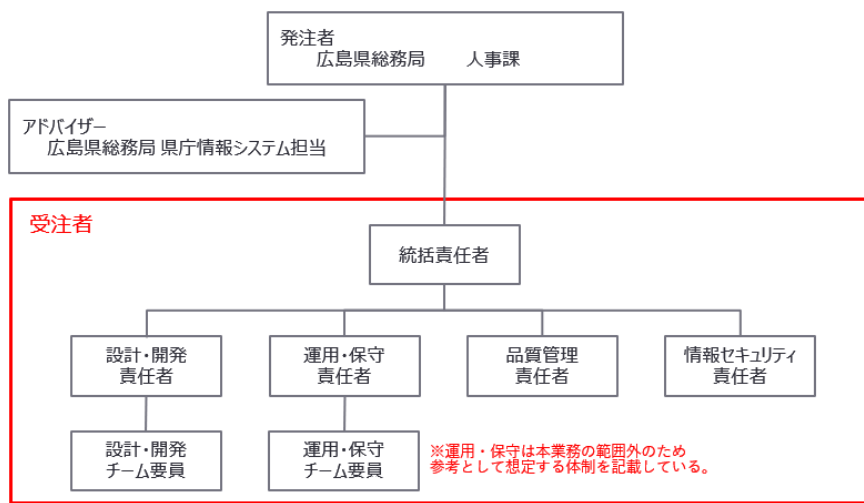 発注者
広島県総務局　　人事課
アドバイザー
広島県総務局 県庁情報システム担当
受注者
統括責任者
設計・開発
責任者
運用・保守
責任者
品質管理
責任者
情報セキュリティ
責任者
設計・開発
チーム要員
運用・保守
チーム要員
※運用・保守は本業務の範囲外のため
参考として想定する体制を記載している。